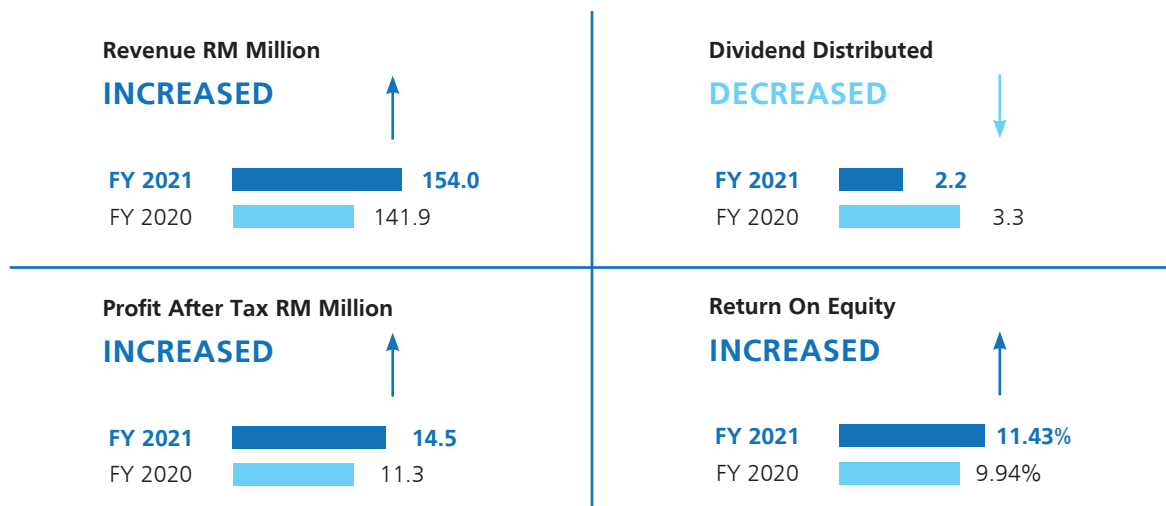 Revenue RM Million
INCREASED
FY 2021 154.0
FY 2020 141.9
Dividend Distributed
DECREASED
FY 2021 2.2
FY 2020 3.3
Profit After Tax RM Million
INCREASED
FY 2021 14.5
FY 2020 11.3
Return On Equity
INCREASED
FY 2021 11.43%
FY 2020 9.94%